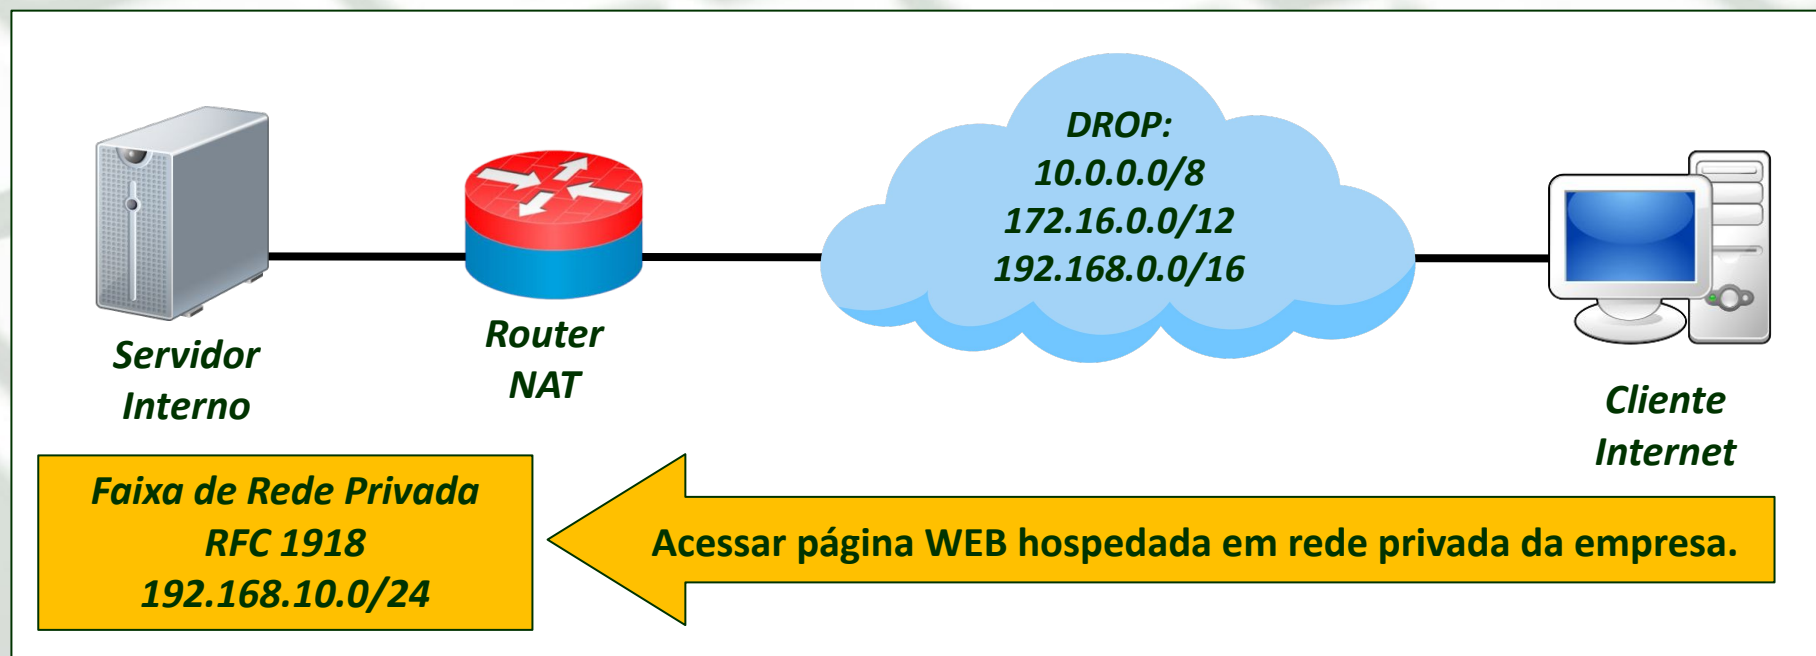 DROP:
10.0.0.0/8
172.16.0.0/12
192.168.0.0/16
Servidor
Interno
Router
NAT
Cliente
Internet
Faixa de Rede Privada
RFC 1918
192.168.10.0/24
Acessar página WEB hospedada em rede privada da empresa.